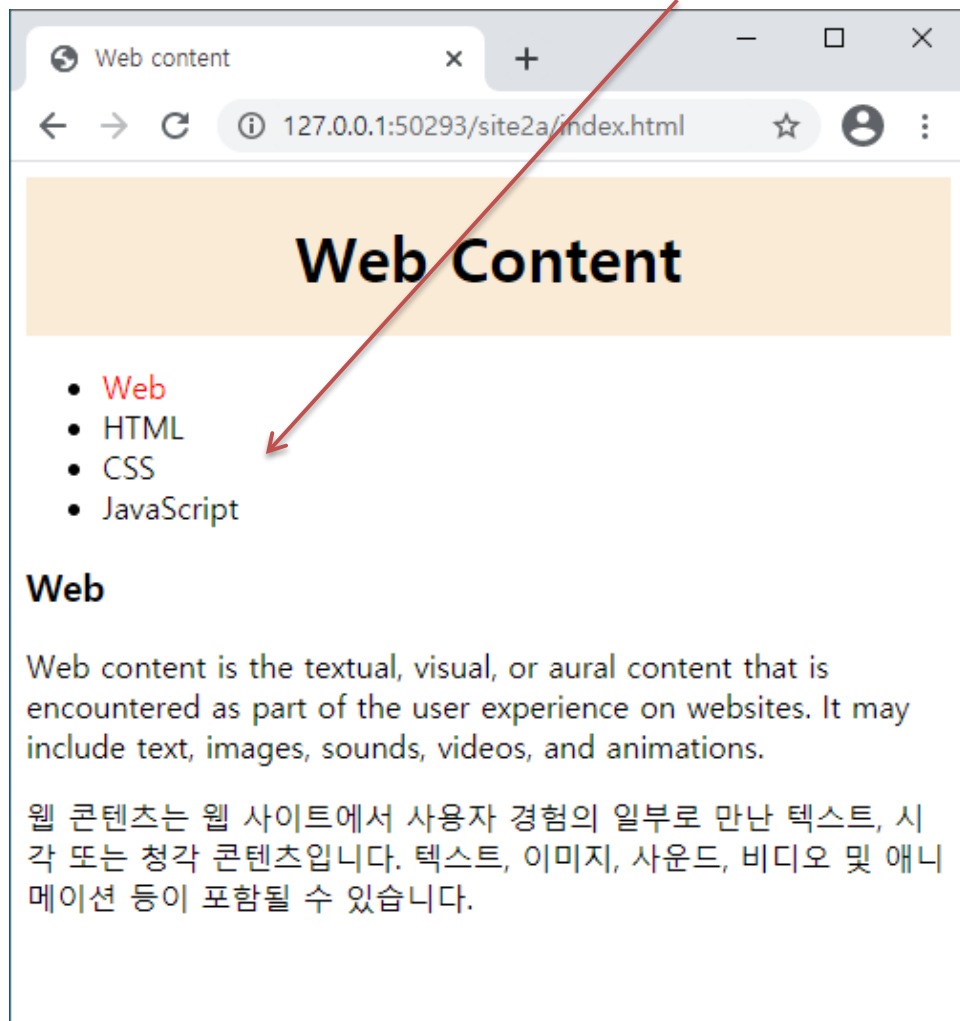 Web content
127.0.0.1:50293/site2a/index.html
Web Content
Web
HTML
CSS
JavaScript
Web
Web content is the textual, visual, or aural content that is
encountered as part of the user experience on websites. It may
include text, images, sounds, videos, and animations.
웹 콘텐츠는 웹 사이트에서 사용자 경험의 일부로 만난 텍스트, 시
각 또는 청각 콘텐츠입니다. 텍스트, 이미지, 사운드, 비디오 및 애니
메이션 등이 포함될 수 있습니다.